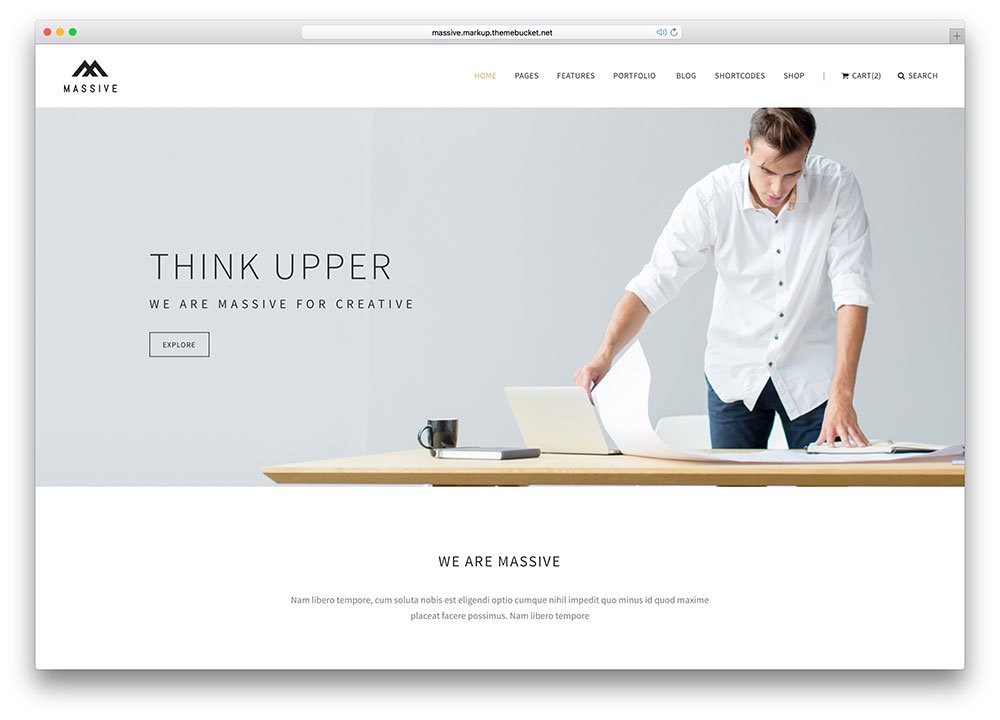 massive.markup.themebucket.net
MASSIVE
HOME PAGES FEATURES PORTFOLIO BLOG SHORTCODES SHOP | CART(2) SEARCH
THINK UPPER
WE ARE MASSIVE FOR CREATIVE
EXPLORE
WE ARE MASSIVE
Nam libero tempore, cum soluta nobis est eligendi optio cumque nihil impedit quo minus id quod maxime
placeat facere possimus. Nam libero tempore